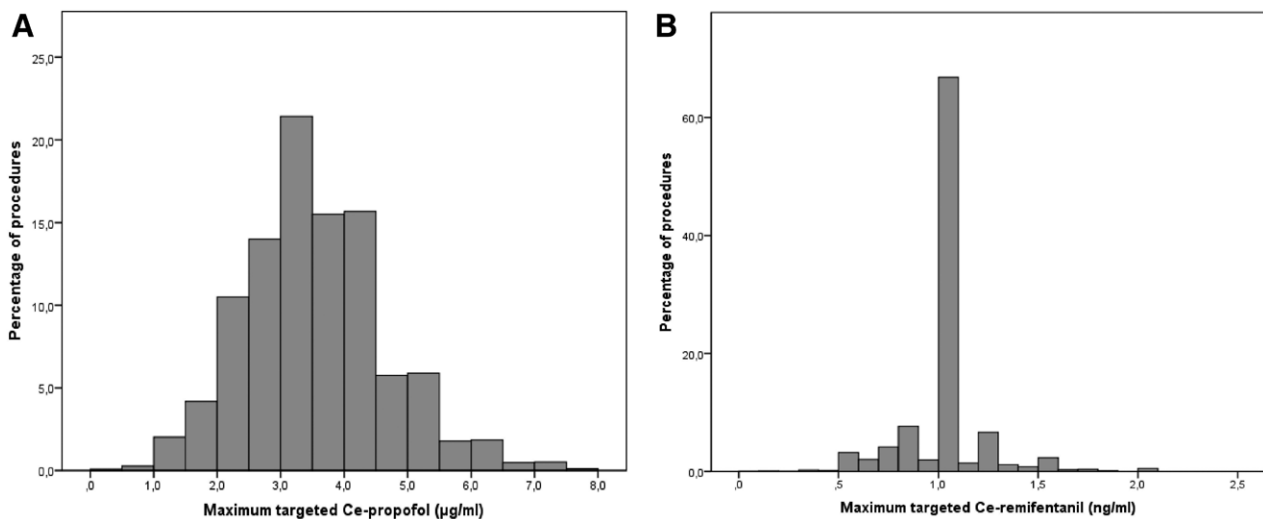 A
25,0
20,0
15,0
10,0
5,0
0,0
Percentage of procedures
,0 1,0 2,0 3,0 4,0 5,0 6,0 7,0 8,0
Maximum targeted Ce-propofol (µg/ml)
B
60,0
40,0
20,0
0,0
Percentage of procedures
,0 ,5 1,0 1,5 2,0 2,5
Maximum targeted Ce-remifentanil (ng/ml)